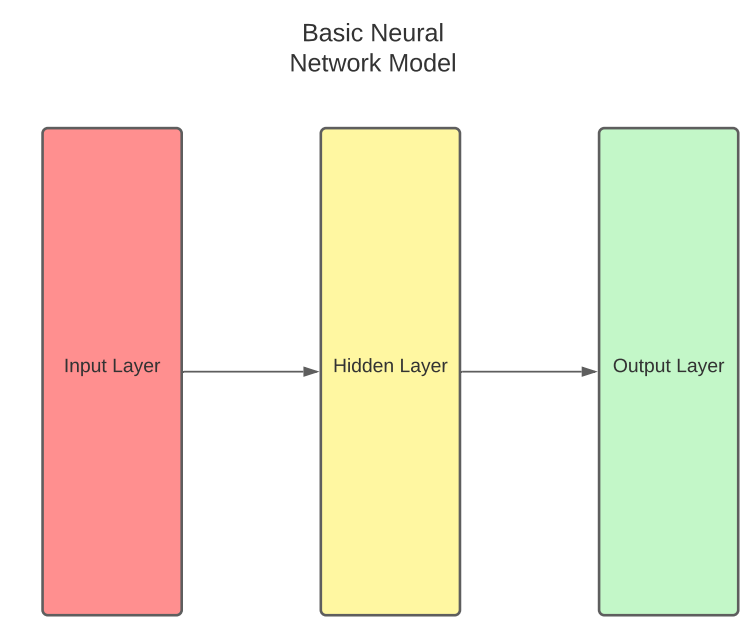 Basic Neural
Network Model
Input Layer
Hidden Layer
Output Layer